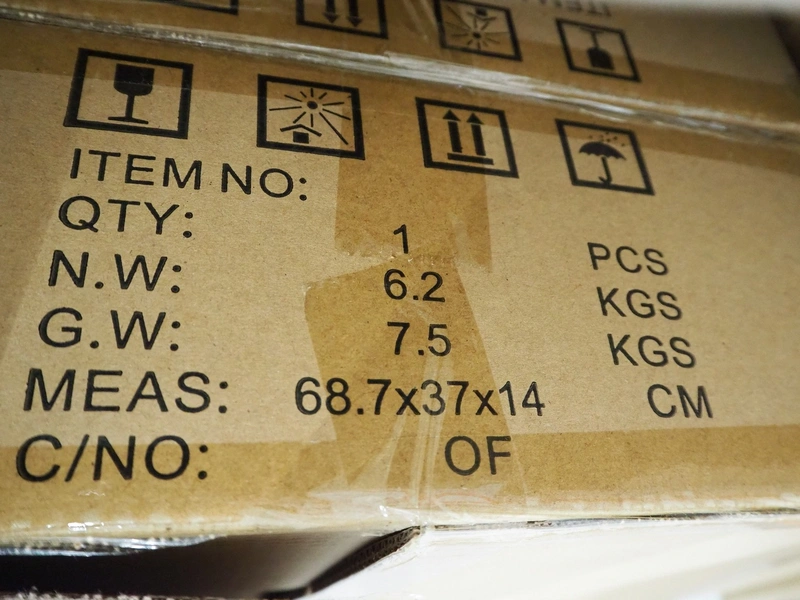 ITEM NO:
QTY: 1 PCS
N.W: 6.2 KGS
G.W: 7.5 KGS
MEAS: 68.7x37x14 CM
C/NO: OF